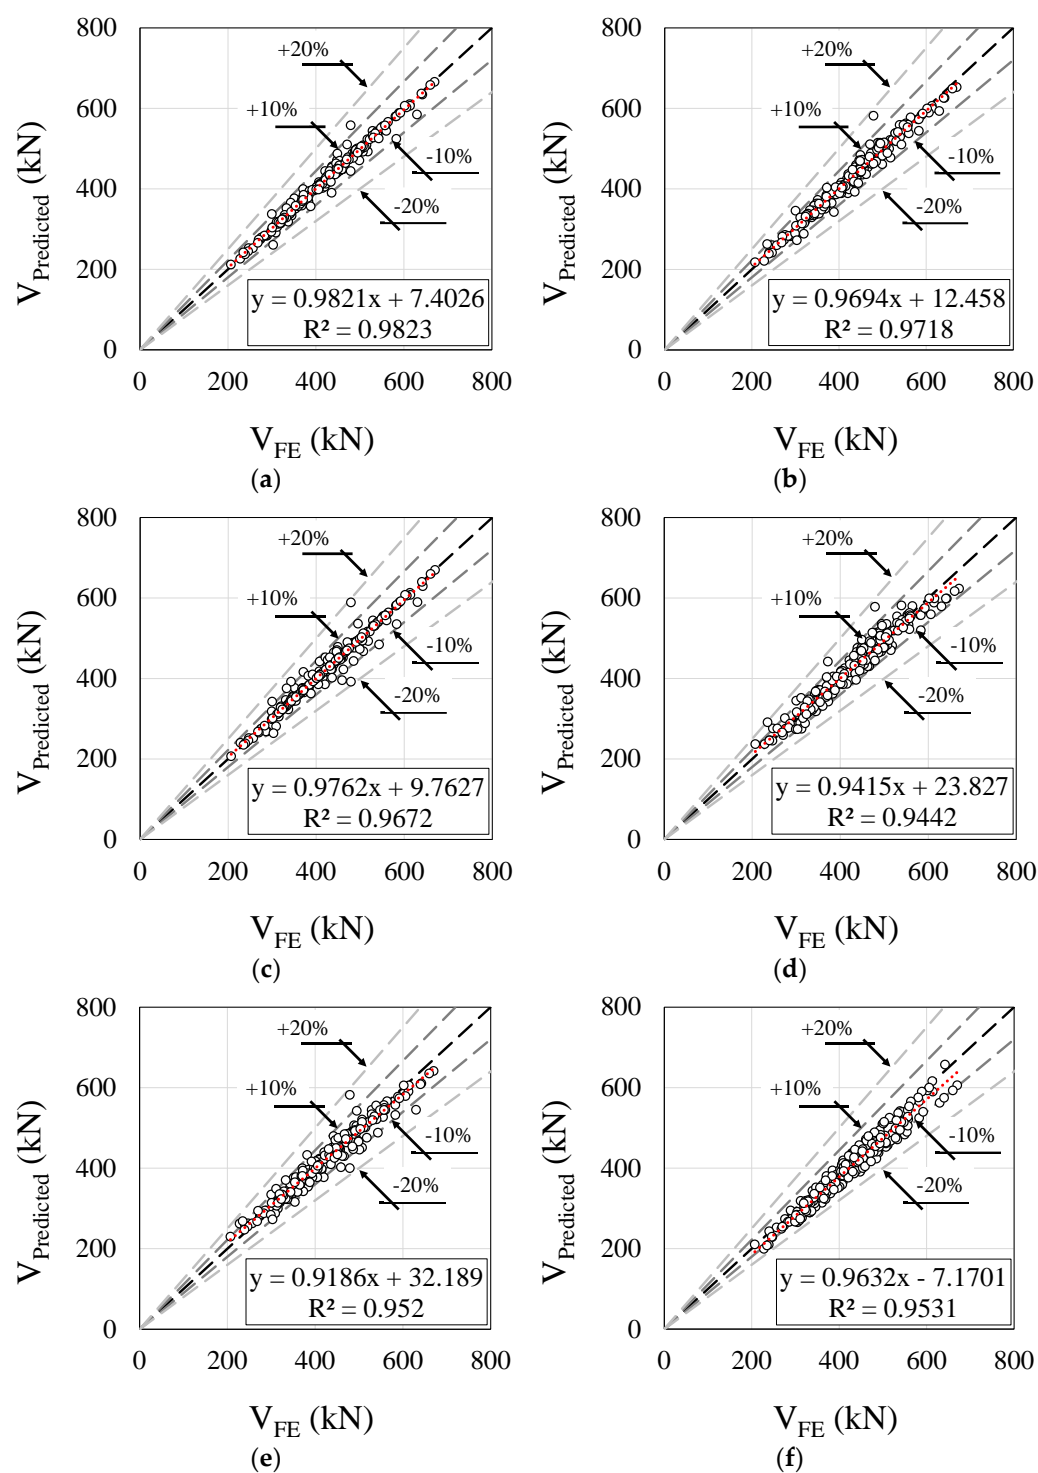 800
+20%
600
+10%
-10%
400
-20%
200
y = 0.9821x + 7.4026
R² = 0.9823
0
0 200 400 600 800
V_Predicted (kN)
V_FE (kN)
(a)
800
+20%
600
+10%
-10%
400
-20%
200
y = 0.9694x + 12.458
R² = 0.9718
0
0 200 400 600 800
V_Predicted (kN)
V_FE (kN)
(b)
800
+20%
600
+10%
-10%
400
-20%
200
y = 0.9762x + 9.7627
R² = 0.9672
0
0 200 400 600 800
V_Predicted (kN)
V_FE (kN)
(c)
800
+20%
600
+10%
-10%
400
-20%
200
y = 0.9415x + 23.827
R² = 0.9442
0
0 200 400 600 800
V_Predicted (kN)
V_FE (kN)
(d)
800
+20%
600
+10%
-10%
400
-20%
200
y = 0.9186x + 32.189
R² = 0.952
0
0 200 400 600 800
V_Predicted (kN)
V_FE (kN)
(e)
800
+20%
600
+10%
-10%
400
-20%
200
y = 0.9632x - 7.1701
R² = 0.9531
0
0 200 400 600 800
V_Predicted (kN)
V_FE (kN)
(f)